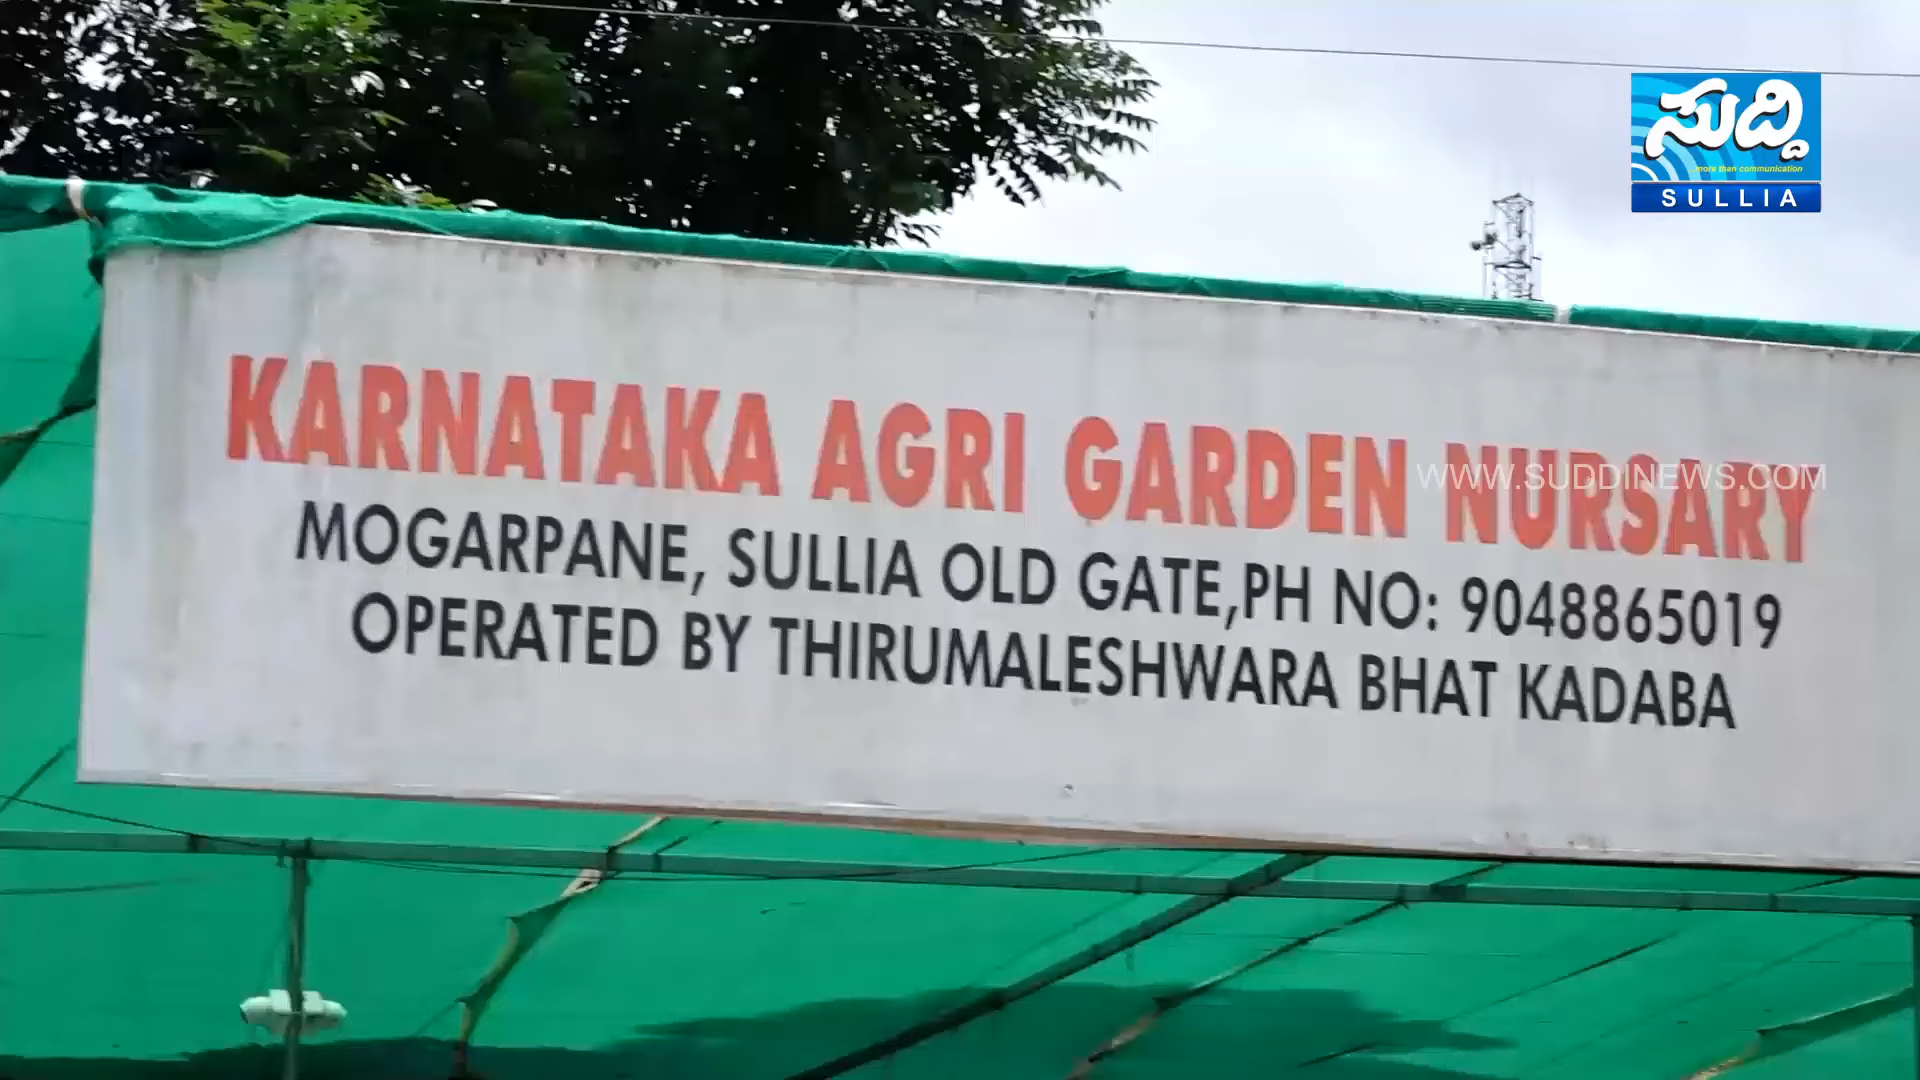 ಸುದ್ದಿ
...more than communication
SULLIA
KARNATAKA AGRI GARDEN NURSARY
WWW.SUDDINEWS.COM
MOGARPANE, SULLIA OLD GATE,PH NO: 9048865019
OPERATED BY THIRUMALESHWARA BHAT KADABA